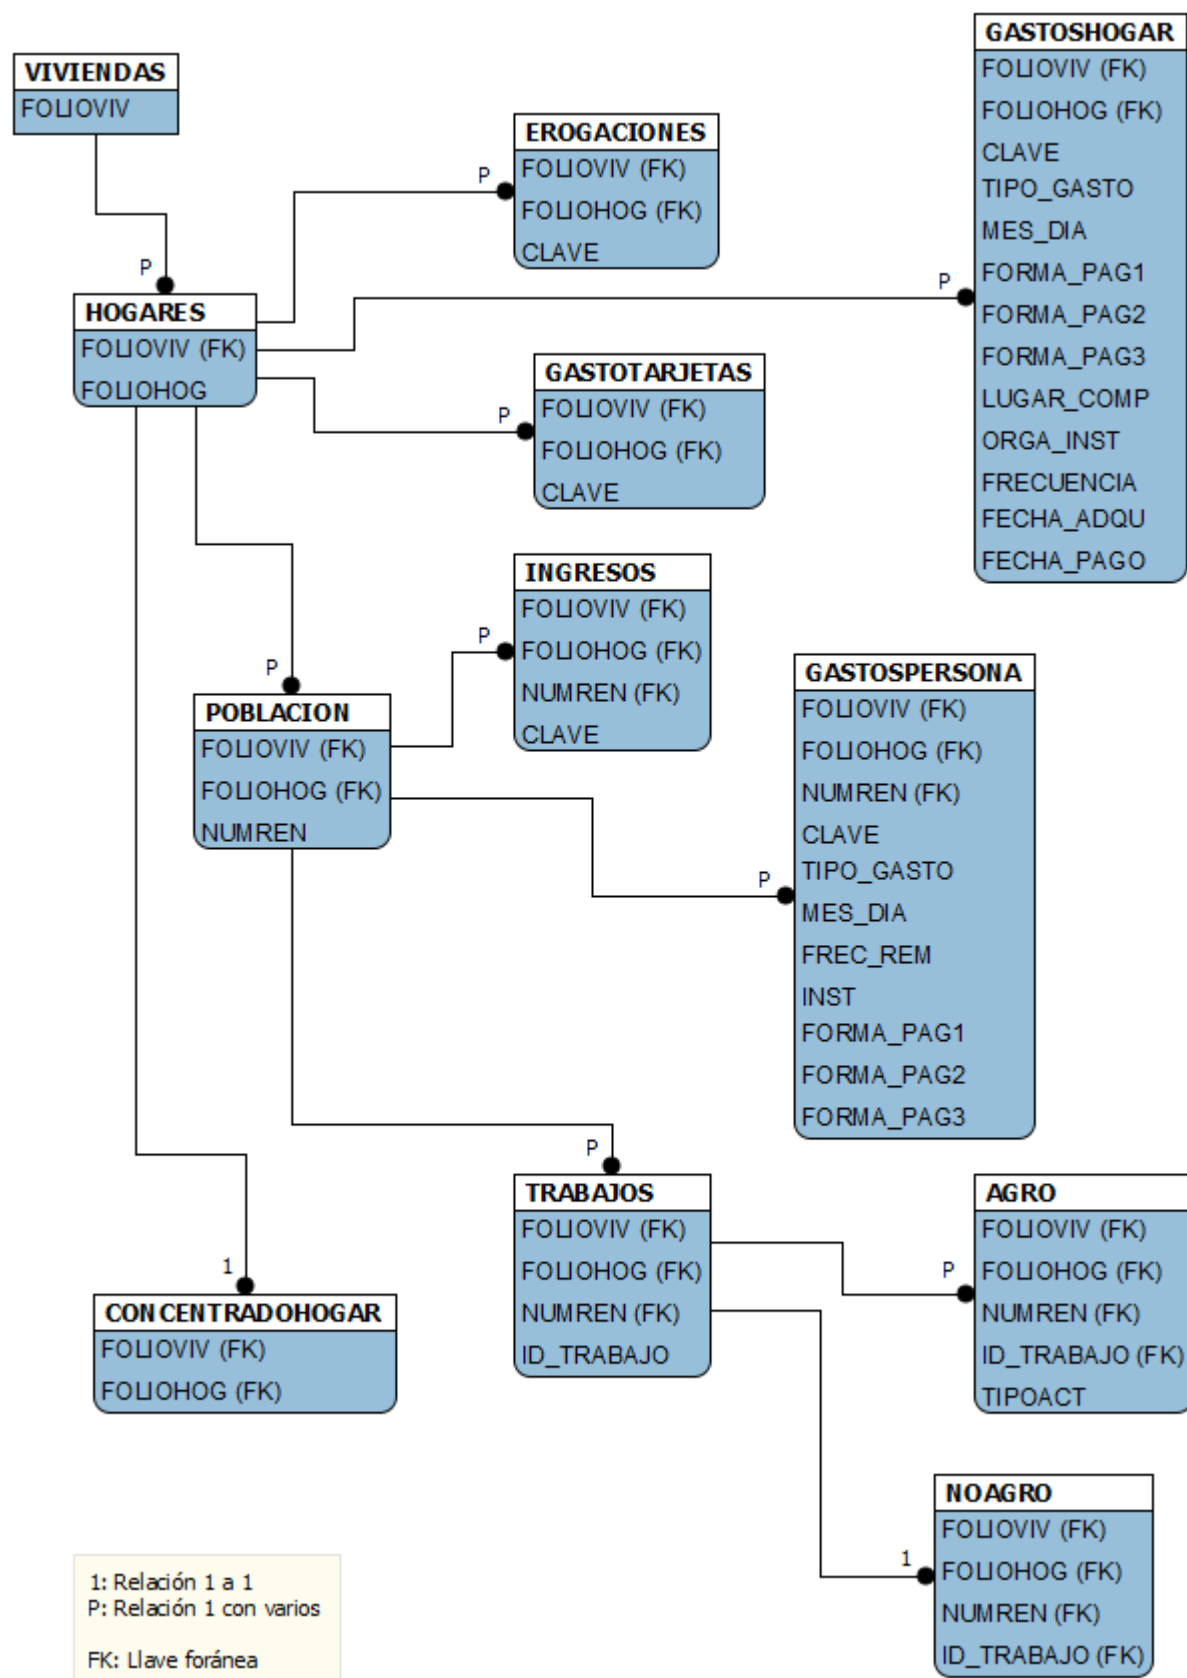 VIVIENDAS
FOLIOVIV
P
HOGARES
FOLIOVIV (FK)
FOLIOHOG
P
EROGACIONES
FOLIOVIV (FK)
FOLIOHOG (FK)
CLAVE
P
GASTOSHOGAR
FOLIOVIV (FK)
FOLIOHOG (FK)
CLAVE
TIPO_GASTO
MES_DIA
FORMA_PAG1
FORMA_PAG2
FORMA_PAG3
LUGAR_COMP
ORGA_INST
FRECUENCIA
FECHA_ADQU
FECHA_PAGO
P
GASTOTARJETAS
FOLIOVIV (FK)
FOLIOHOG (FK)
CLAVE
P
POBLACION
FOLIOVIV (FK)
FOLIOHOG (FK)
NUMREN
P
INGRESOS
FOLIOVIV (FK)
FOLIOHOG (FK)
NUMREN (FK)
CLAVE
P
GASTOSPERSONA
FOLIOVIV (FK)
FOLIOHOG (FK)
NUMREN (FK)
CLAVE
TIPO_GASTO
MES_DIA
FREC_REM
INST
FORMA_PAG1
FORMA_PAG2
FORMA_PAG3
1
CONCENTRADOHOGAR
FOLIOVIV (FK)
FOLIOHOG (FK)
P
TRABAJOS
FOLIOVIV (FK)
FOLIOHOG (FK)
NUMREN (FK)
ID_TRABAJO
P
AGRO
FOLIOVIV (FK)
FOLIOHOG (FK)
NUMREN (FK)
ID_TRABAJO (FK)
TIPOACT
1
NOAGRO
FOLIOVIV (FK)
FOLIOHOG (FK)
NUMREN (FK)
ID_TRABAJO (FK)
1: Relación 1 a 1
P: Relación 1 con varios
FK: Llave foránea